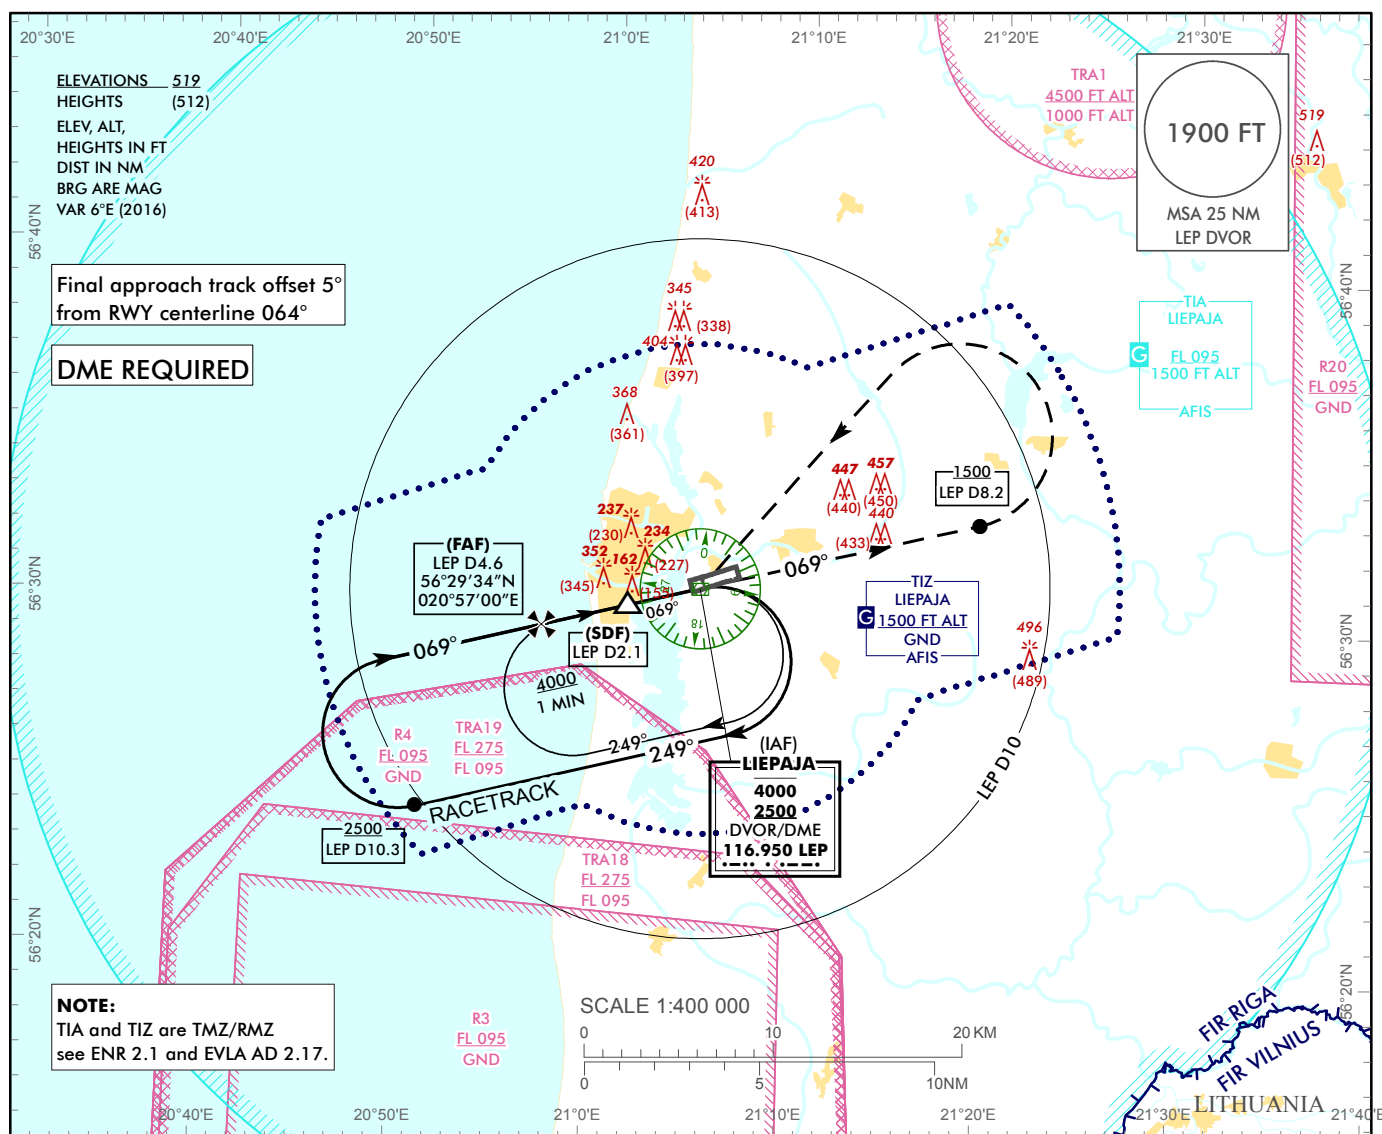 20°30'E
20°40'E
20°50'E
21°0'E
21°10'E
21°20'E
21°30'E
ELEVATIONS 519
HEIGHTS (512)
ELEV, ALT,
HEIGHTS IN FT
DIST IN NM
BRG ARE MAG
VAR 6°E (2016)
56°40'N
Final approach track offset 5°
from RWY centerline 064°
DME REQUIRED
TRA1
4500 FT ALT
1000 FT ALT
1900 FT
MSA 25 NM
LEP DVOR
519
(512)
420
(413)
345
(338)
404
(397)
368
(361)
56°40'N
TIA
LIEPAJA
G
FL 095
1500 FT ALT
AFIS
R20
FL 095
GND
447
(440)
457
(450)
440
(433)
1500
LEP D8.2
237
(230)
234
(227)
352
(345)
162
(155)
(FAF)
LEP D4.6
56°29'34"N
020°57'00"E
56°30'N
0
18
069°
069°
069°
(SDF)
LEP D2.1
TIZ
LIEPAJA
G
1500 FT ALT
GND
AFIS
496
(489)
56°30'N
4000
1 MIN
249°
249°
R4
FL 095
GND
TRA19
FL 275
FL 095
RACETRACK
2500
LEP D10.3
(IAF)
LIEPAJA
4000
2500
DVOR/DME
116.950 LEP
LEP D10
TRA18
FL 275
FL 095
56°20'N
56°20'N
NOTE:
TIA and TIZ are TMZ/RMZ
see ENR 2.1 and EVLA AD 2.17.
R3
FL 095
GND
SCALE 1:400 000
0
10
20 KM
0
5
10NM
FIR RIGA
FIR VILNIUS
LITHUANIA
20°40'E
20°50'E
21°0'E
21°10'E
21°20'E
21°30'E
21°40'E